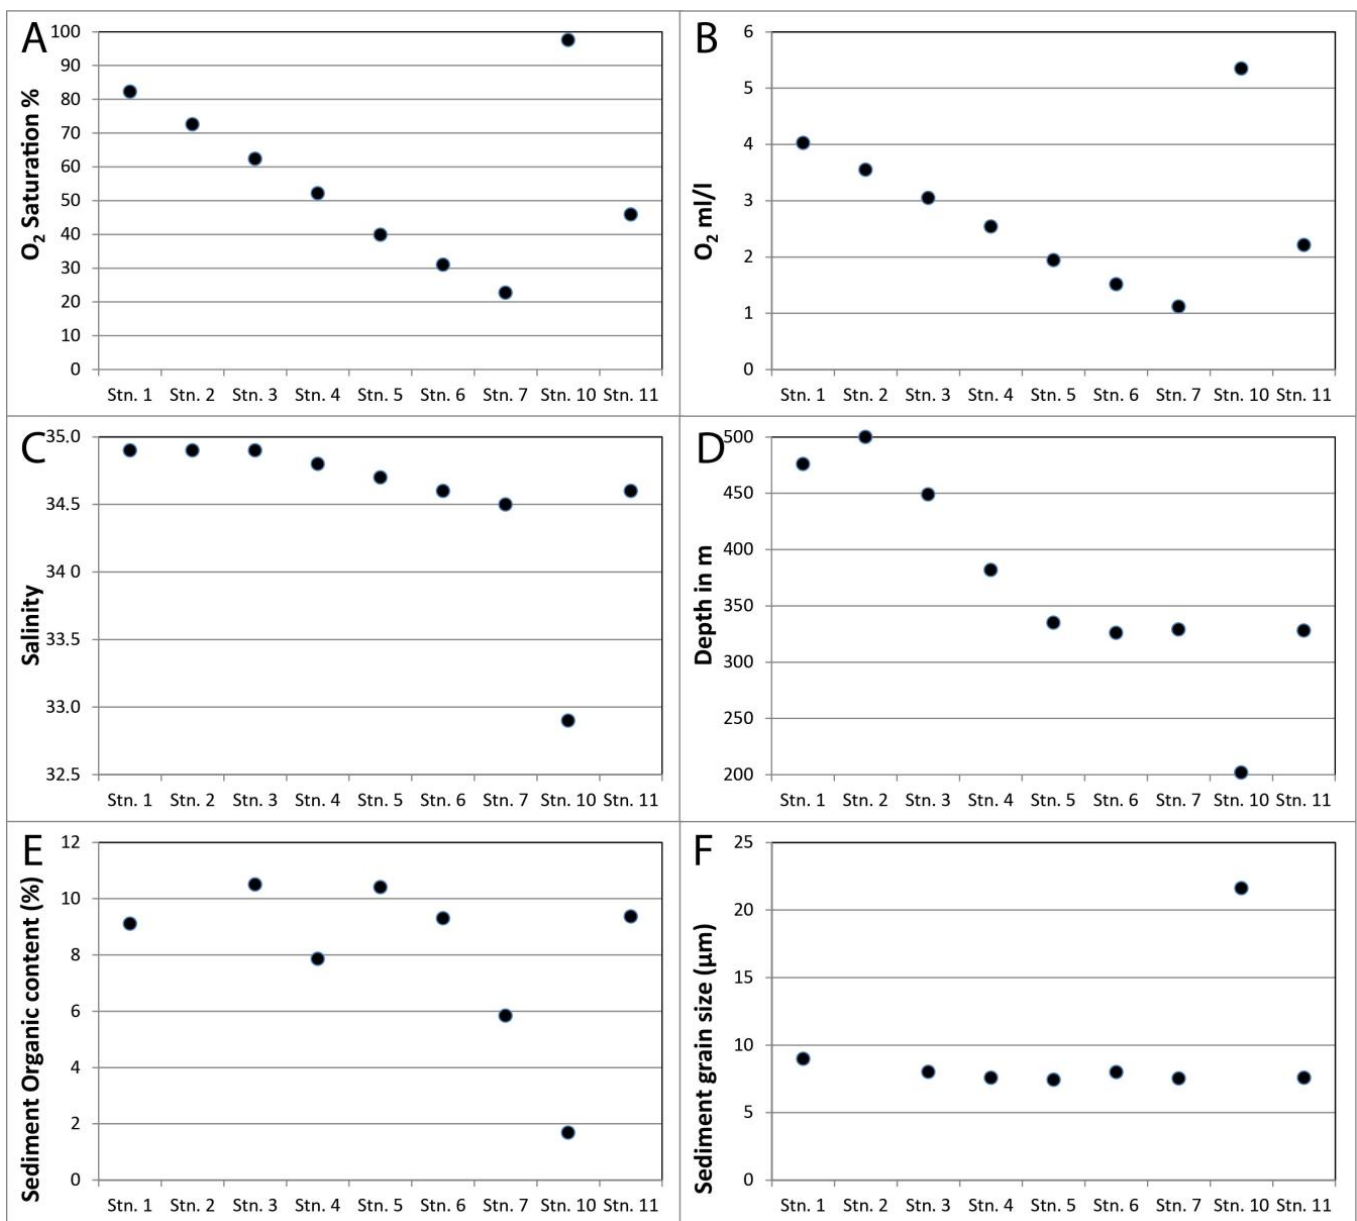 A
O2 Saturation %
100
90
80
70
60
50
40
30
20
10
0
Stn. 1 Stn. 2 Stn. 3 Stn. 4 Stn. 5 Stn. 6 Stn. 7 Stn. 10 Stn. 11
B
O2 ml/l
6
5
4
3
2
1
0
Stn. 1 Stn. 2 Stn. 3 Stn. 4 Stn. 5 Stn. 6 Stn. 7 Stn. 10 Stn. 11
C
Salinity
35.0
34.5
34 0
33.5
33.0
32.5
Stn. 1 Stn. 2 Stn. 3 Stn. 4 Stn. 5 Stn. 6 Stn. 7 Stn. 10 Stn. 11
D
Depth in m
500
450
400
350
300
250
200
Stn. 1 Stn. 2 Stn. 3 Stn. 4 Stn. 5 Stn. 6 Stn. 7 Stn. 10 Stn. 11
E
Sediment Organic content (%)
12
10
8
6
4
2
0
Stn. 1 Stn. 2 Stn. 3 Stn. 4 Stn. 5 Stn. 6 Stn. 7 Stn. 10 Stn. 11
F
Sediment grain size (µm)
25
20
15
10
5
0
Stn. 1 Stn. 2 Stn. 3 Stn. 4 Stn. 5 Stn. 6 Stn. 7 Stn. 10 Stn. 11